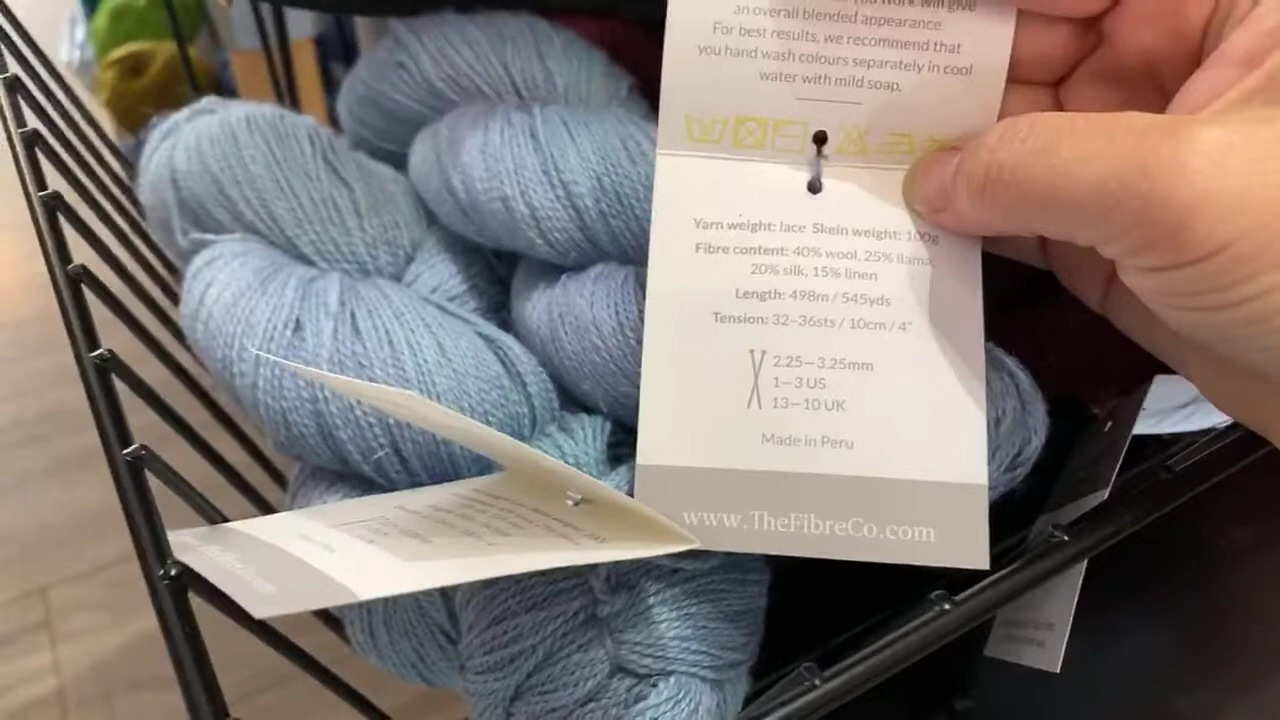 will give
an overall blended appearance.
For best results, we recommend that
you hand wash colours separately in cool
water with mild soap.
Yarn weight: lace Skein weight: 100g
Fibre content: 40% wool, 25% llama,
20% silk, 15% linen
Length: 498m / 545yds
Tension: 32–36sts / 10cm / 4"
2.25–3.25mm
1–3 US
13–10 UK
Made in Peru
www.TheFibreCo.com